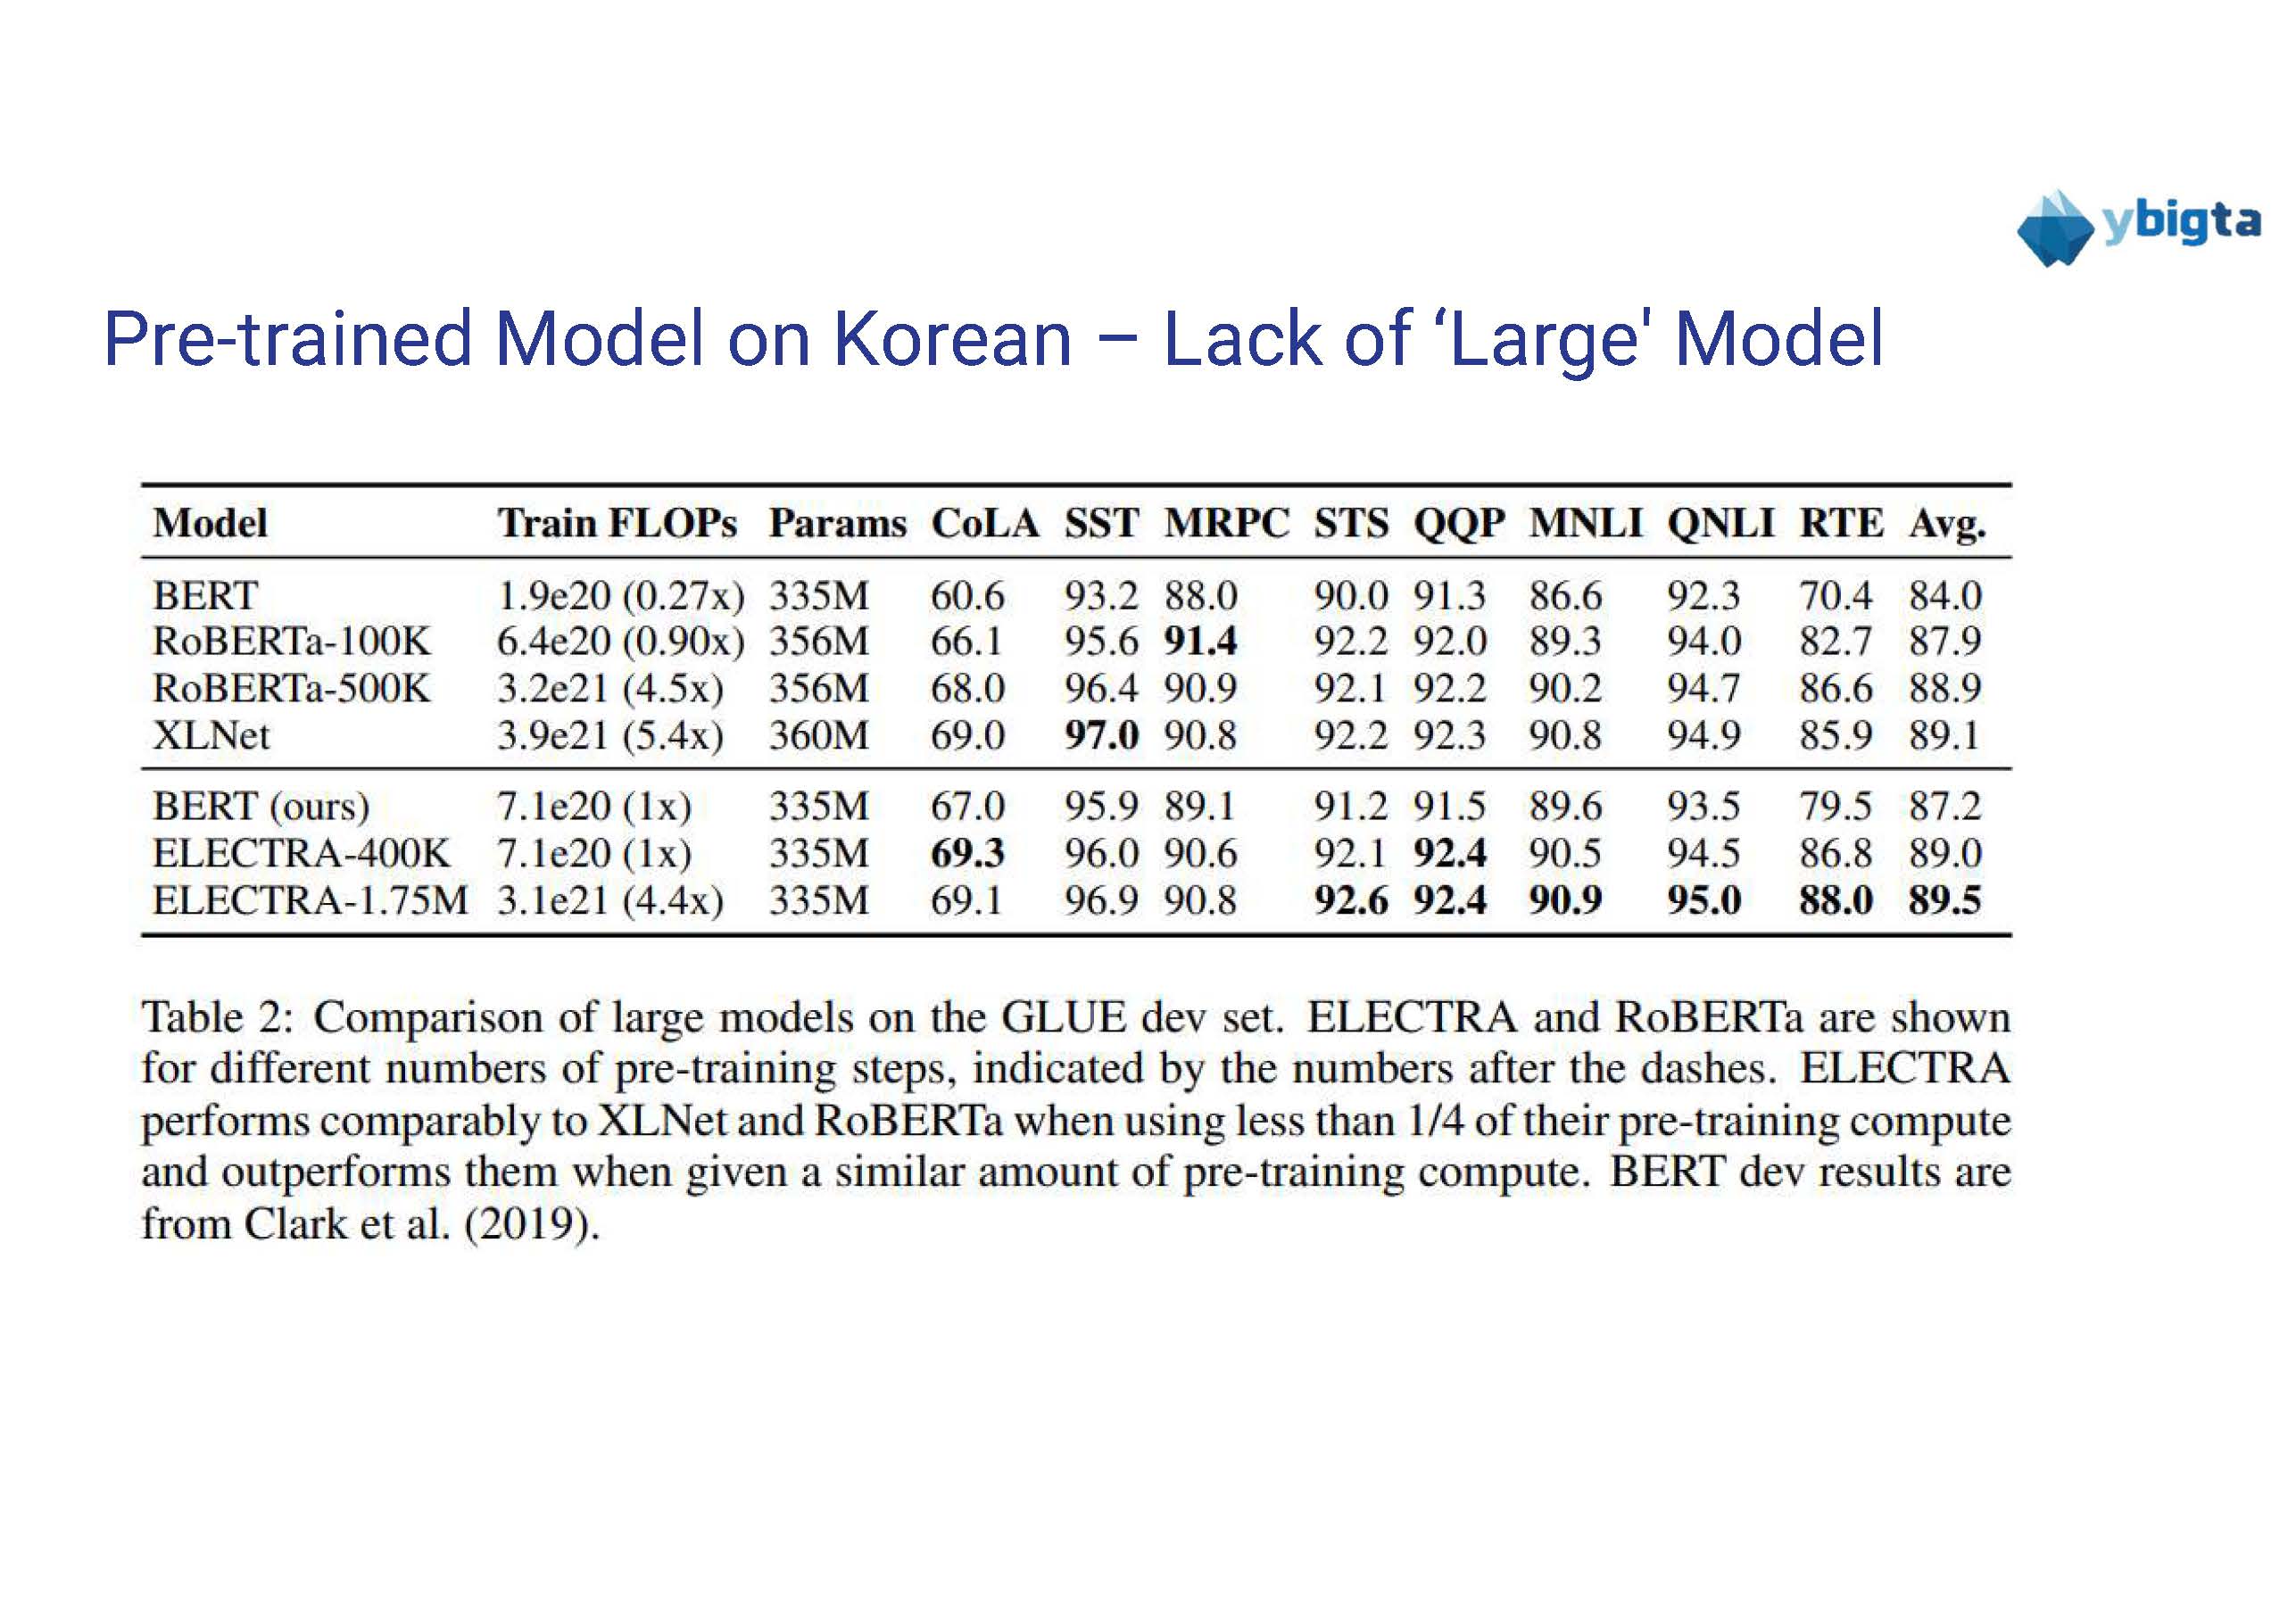 ybigta
Pre-trained Model on Korean – Lack of ‘Large' Model
Model Train FLOPs Params CoLA SST MRPC STS QQP MNLI QNLI RTE Avg.
BERT 1.9e20 (0.27x) 335M 60.6 93.2 88.0 90.0 91.3 86.6 92.3 70.4 84.0
RoBERTa-100K 6.4e20 (0.90x) 356M 66.1 95.6 91.4 92.2 92.0 89.3 94.0 82.7 87.9
RoBERTa-500K 3.2e21 (4.5x) 356M 68.0 96.4 90.9 92.1 92.2 90.2 94.7 86.6 88.9
XLNet 3.9e21 (5.4x) 360M 69.0 97.0 90.8 92.2 92.3 90.8 94.9 85.9 89.1
BERT (ours) 7.1e20 (1x) 335M 67.0 95.9 89.1 91.2 91.5 89.6 93.5 79.5 87.2
ELECTRA-400K 7.1e20 (1x) 335M 69.3 96.0 90.6 92.1 92.4 90.5 94.5 86.8 89.0
ELECTRA-1.75M 3.1e21 (4.4x) 335M 69.1 96.9 90.8 92.6 92.4 90.9 95.0 88.0 89.5
Table 2: Comparison of large models on the GLUE dev set. ELECTRA and RoBERTa are shown
for different numbers of pre-training steps, indicated by the numbers after the dashes. ELECTRA
performs comparably to XLNet and RoBERTa when using less than 1/4 of their pre-training compute
and outperforms them when given a similar amount of pre-training compute. BERT dev results are
from Clark et al. (2019).